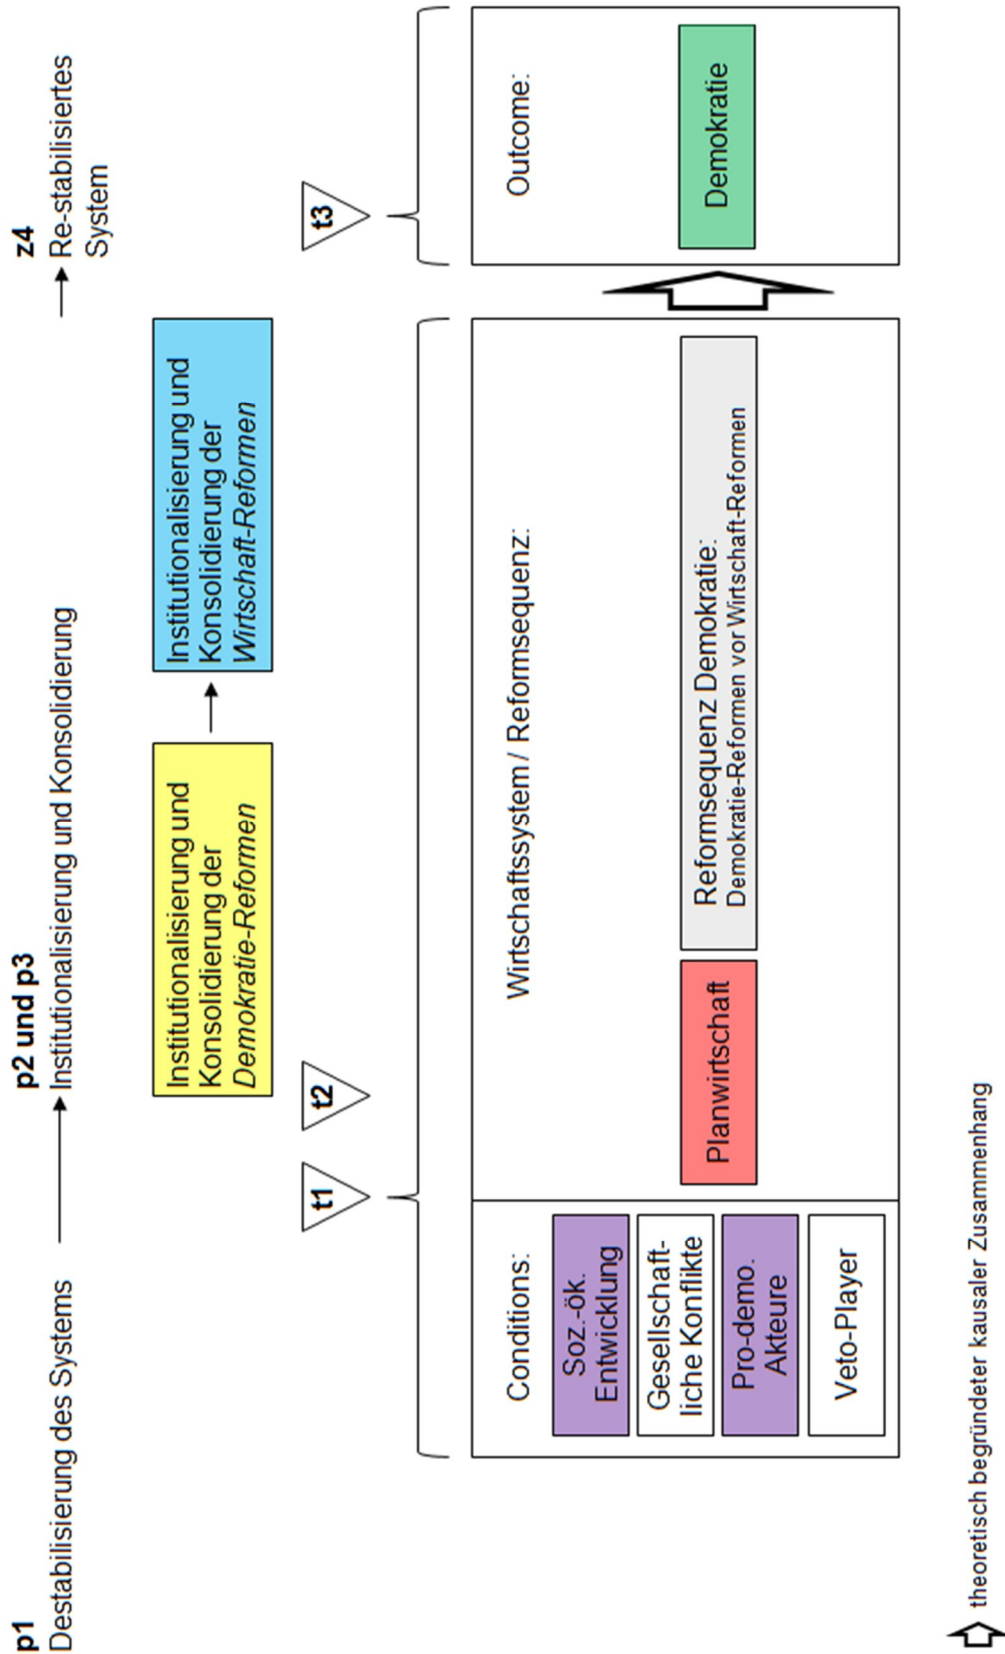 p1
Destabilisierung des Systems
p2 und p3
Institutionalisierung und Konsolidierung
z4
Re-stabilisiertes
System
Institutionalisierung und
Konsolidierung der
Demokratie-Reformen
Institutionalisierung und
Konsolidierung der
Wirtschaft-Reformen
t1
t2
t3
Conditions:
Soz.-ök.
Entwicklung
Gesellschaft-
liche Konflikte
Pro-demo.
Akteure
Veto-Player
Wirtschaftssystem / Reformsequenz:
Planwirtschaft
Reformsequenz Demokratie:
Demokratie-Reformen vor Wirtschaft-Reformen
Outcome:
Demokratie
theoretisch begründeter kausaler Zusammenhang